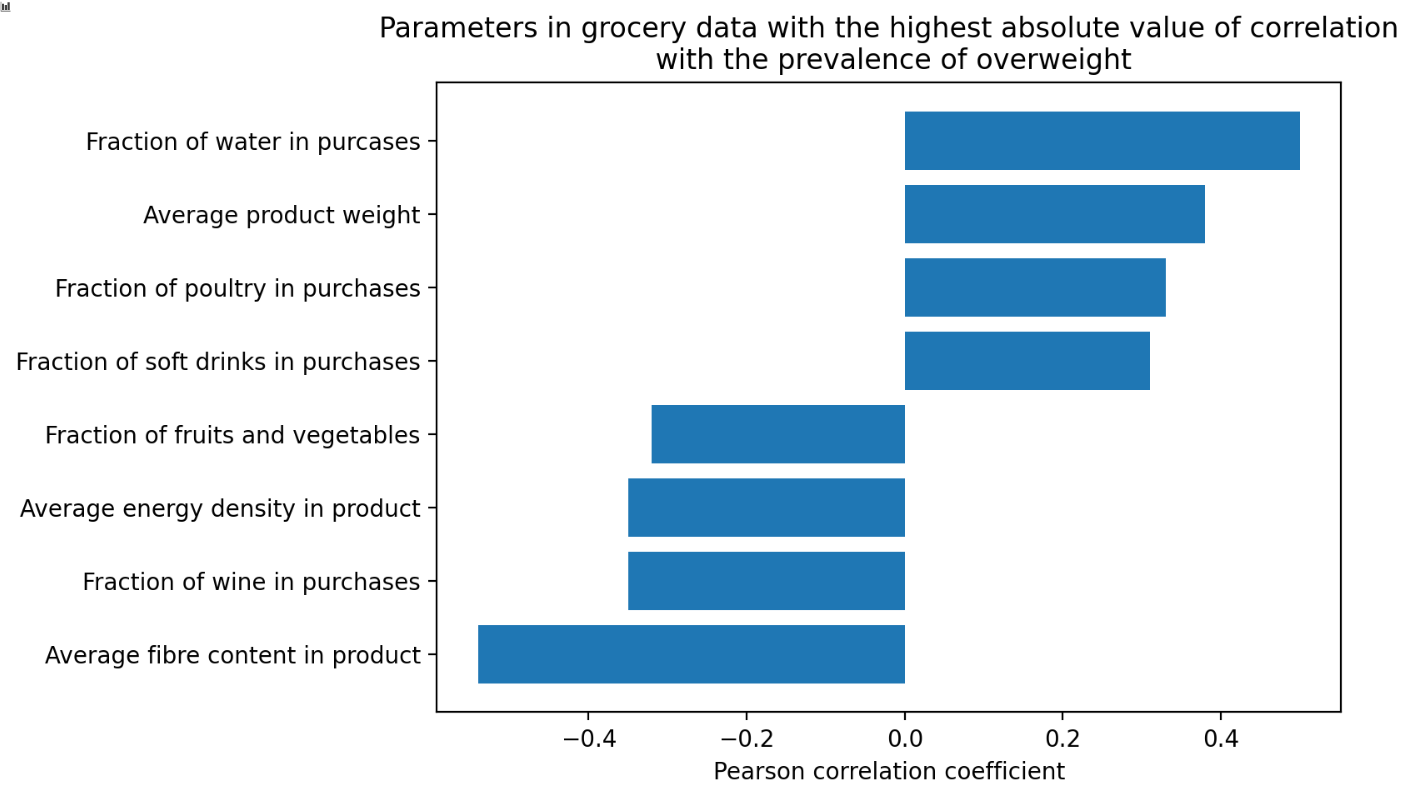 Parameters in grocery data with the highest absolute value of correlation
with the prevalence of overweight
Fraction of water in purcases
Average product weight
Fraction of poultry in purchases
Fraction of soft drinks in purchases
Fraction of fruits and vegetables
Average energy density in product
Fraction of wine in purchases
Average fibre content in product
−0.4 −0.2 0.0 0.2 0.4
Pearson correlation coefficient